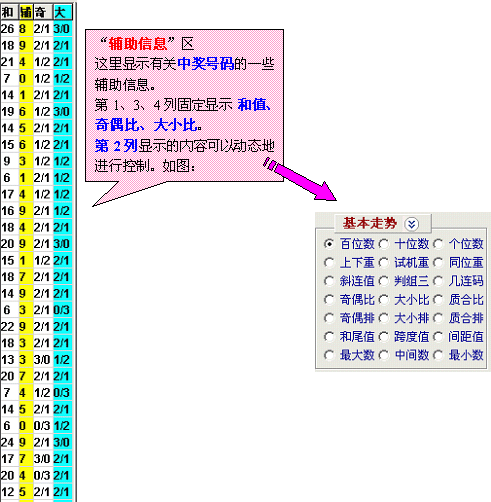 和 辅 奇 大
26 8 2/1 3/0
18 9 2/1 2/1
21 4 1/2 2/1
7 0 1/2 1/2
14 1 2/1 2/1
19 6 1/2 3/0
14 5 2/1 2/1
15 6 1/2 2/1
9 3 1/2 1/2
6 1 2/1 1/2
17 4 1/2 1/2
16 9 2/1 1/2
18 4 2/1 2/1
20 9 2/1 3/0
15 1 1/2 2/1
18 7 2/1 2/1
14 9 2/1 2/1
6 3 2/1 0/3
22 9 2/1 2/1
18 3 2/1 2/1
13 3 3/0 1/2
20 7 2/1 2/1
7 4 1/2 0/3
14 5 2/1 2/1
6 0 0/3 1/2
24 9 2/1 3/0
17 7 3/0 2/1
20 4 0/3 2/1
12 5 2/1 2/1
“辅助信息”区
这里显示有关中奖号码的一些
辅助信息。
第 1、3、4 列固定显示 和值、
奇偶比、大小比。
第 2 列显示的内容可以动态地
进行控制。如图：
基本走势
百位数 十位数 个位数
上下重 试机重 同位重
斜连值 判组三 几连码
奇偶比 大小比 质合比
奇偶排 大小排 质合排
和尾值 跨度值 间距值
最大数 中间数 最小数